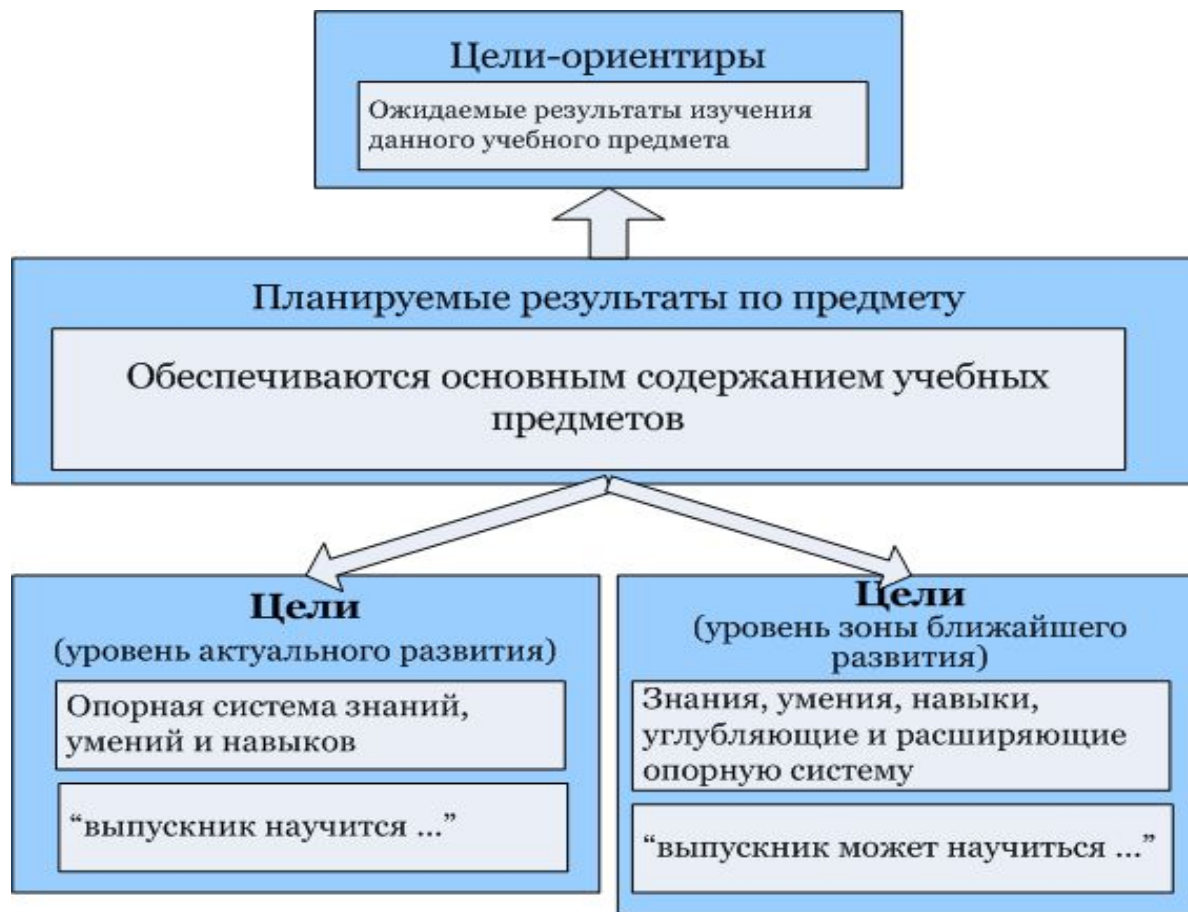 Цели-ориентиры
Ожидаемые результаты изучения
данного учебного предмета
Планируемые результаты по предмету
Обеспечиваются основным содержанием учебных
предметов
Цели
(уровень актуального развития)
Опорная система знаний,
умений и навыков
“выпускник научится ...”
Цели
(уровень зоны ближайшего
развития)
Знания, умения, навыки,
углубляющие и расширяющие
опорную систему
“выпускник может научиться ...”